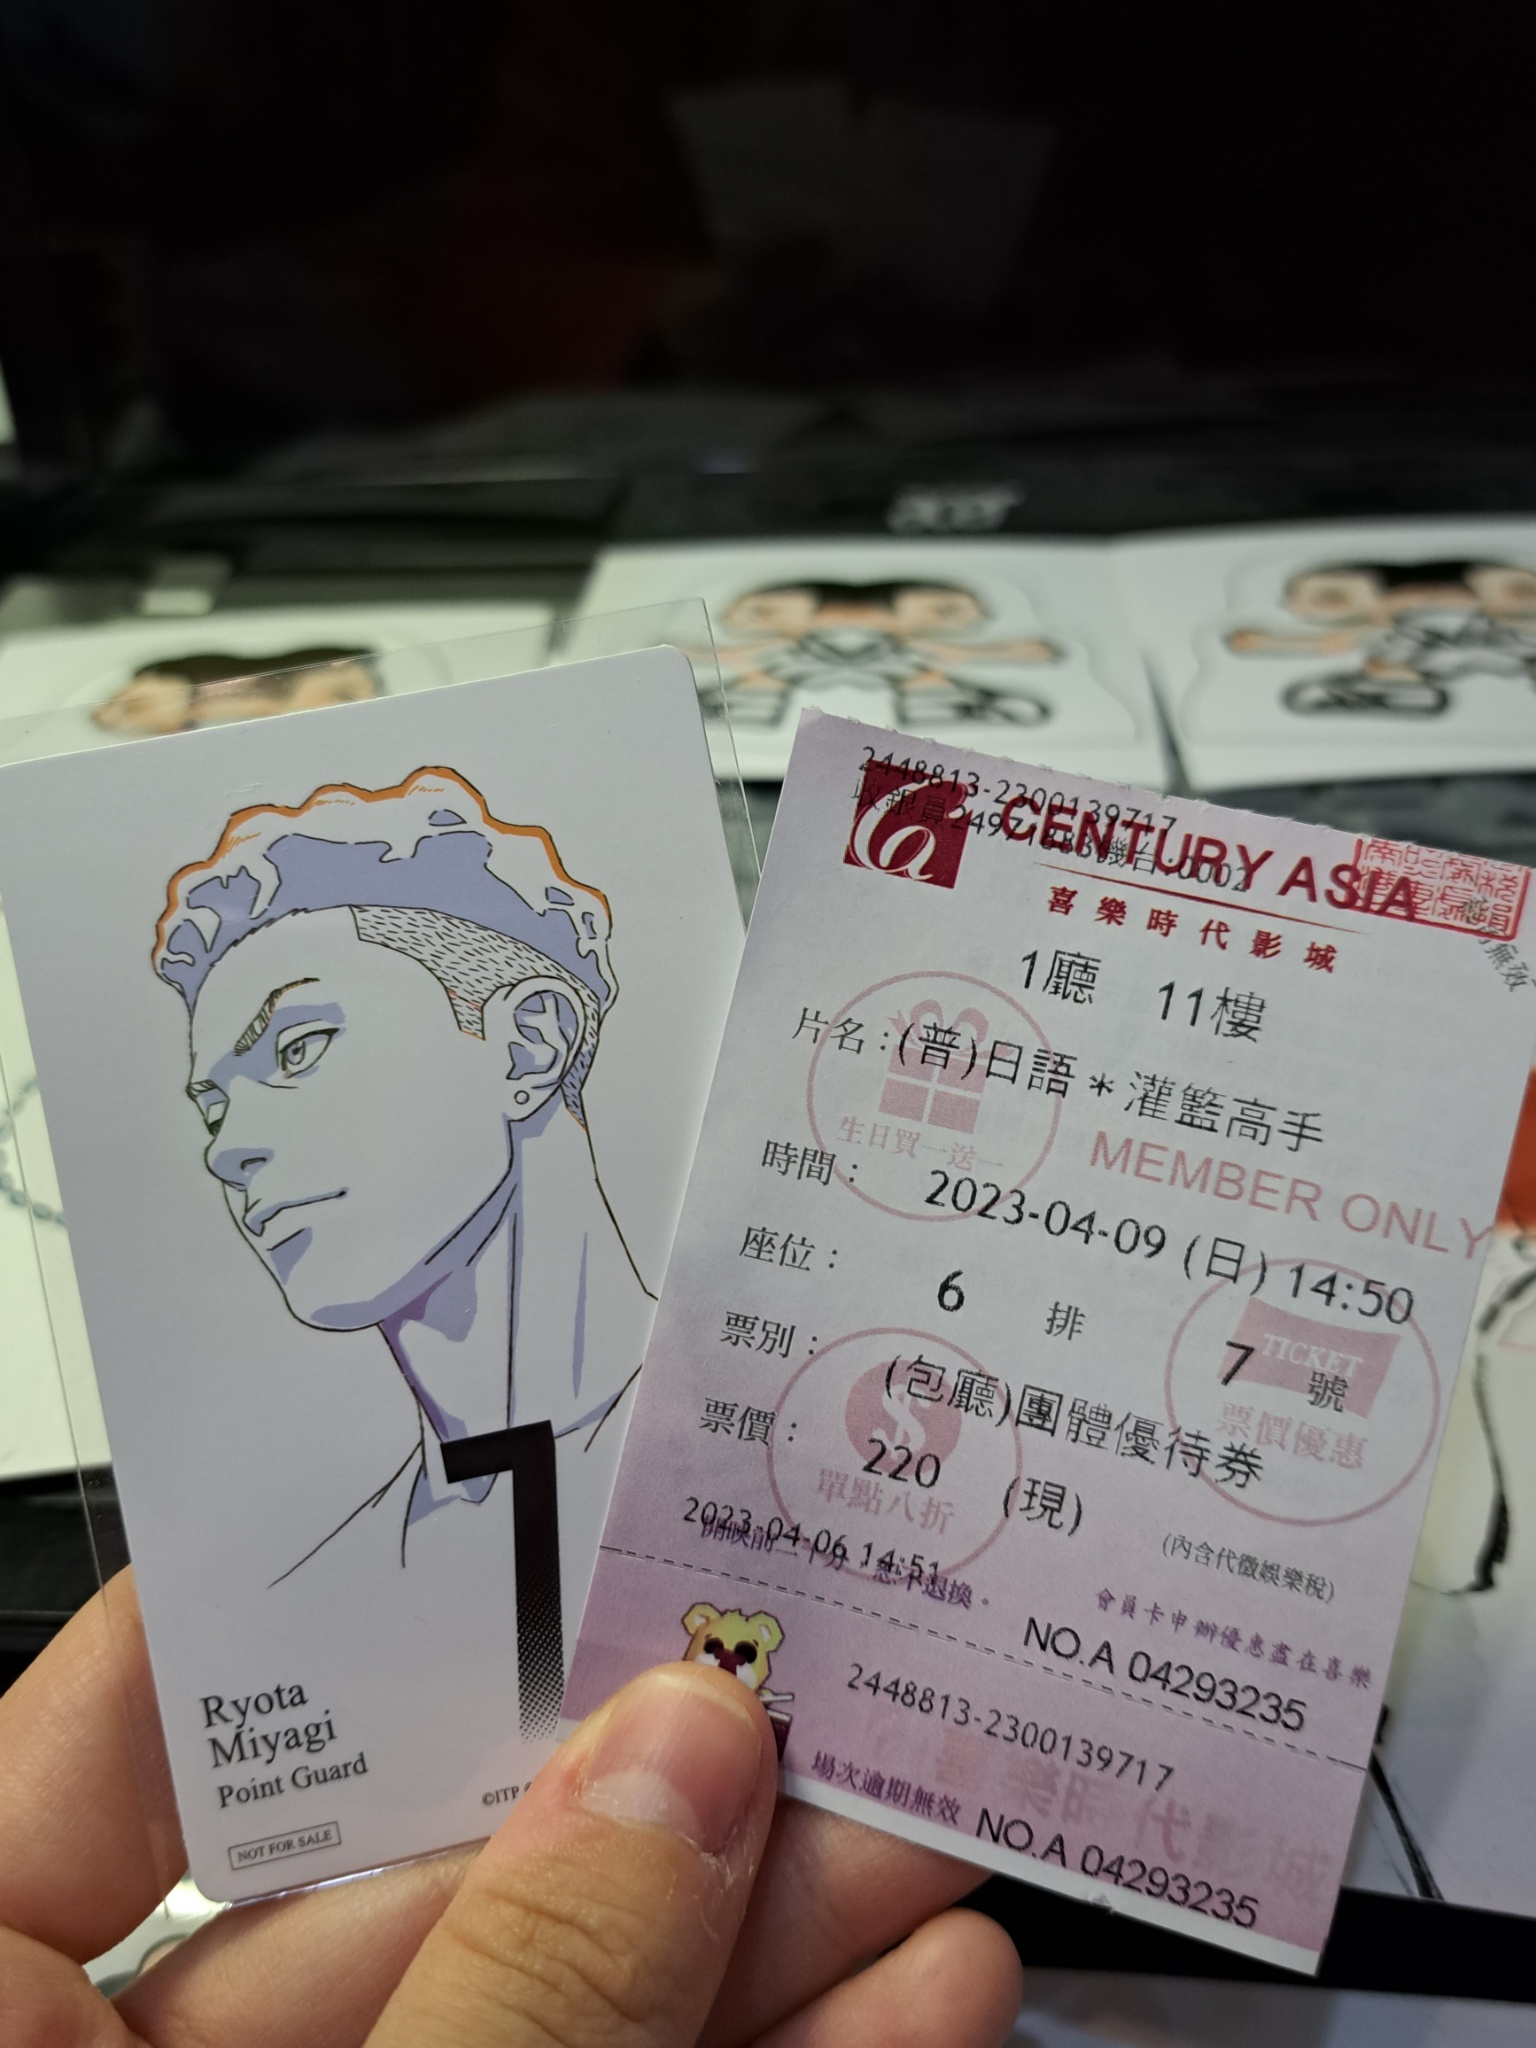 acer
7
Ryota
Miyagi
Point Guard
©ITP
NOT FOR SALE
2448813-2300139717
CENTURY ASIA
喜樂時代影城
1廳 11樓
片名:(普)日語*灌籃高手
生日買一送一
MEMBER ONLY
時間: 2023-04-09 (日) 14:50
座位: 6 排 7 號
TICKET
票價優惠
票別: (包廳)團體優待券
票價: 220 (現)
單點八折
(內含代徵娛樂稅)
2023-04-06 14:51
會員卡申辦優惠盡在喜樂
NO.A 04293235
2448813-2300139717
場次逾期無效
NO.A 04293235